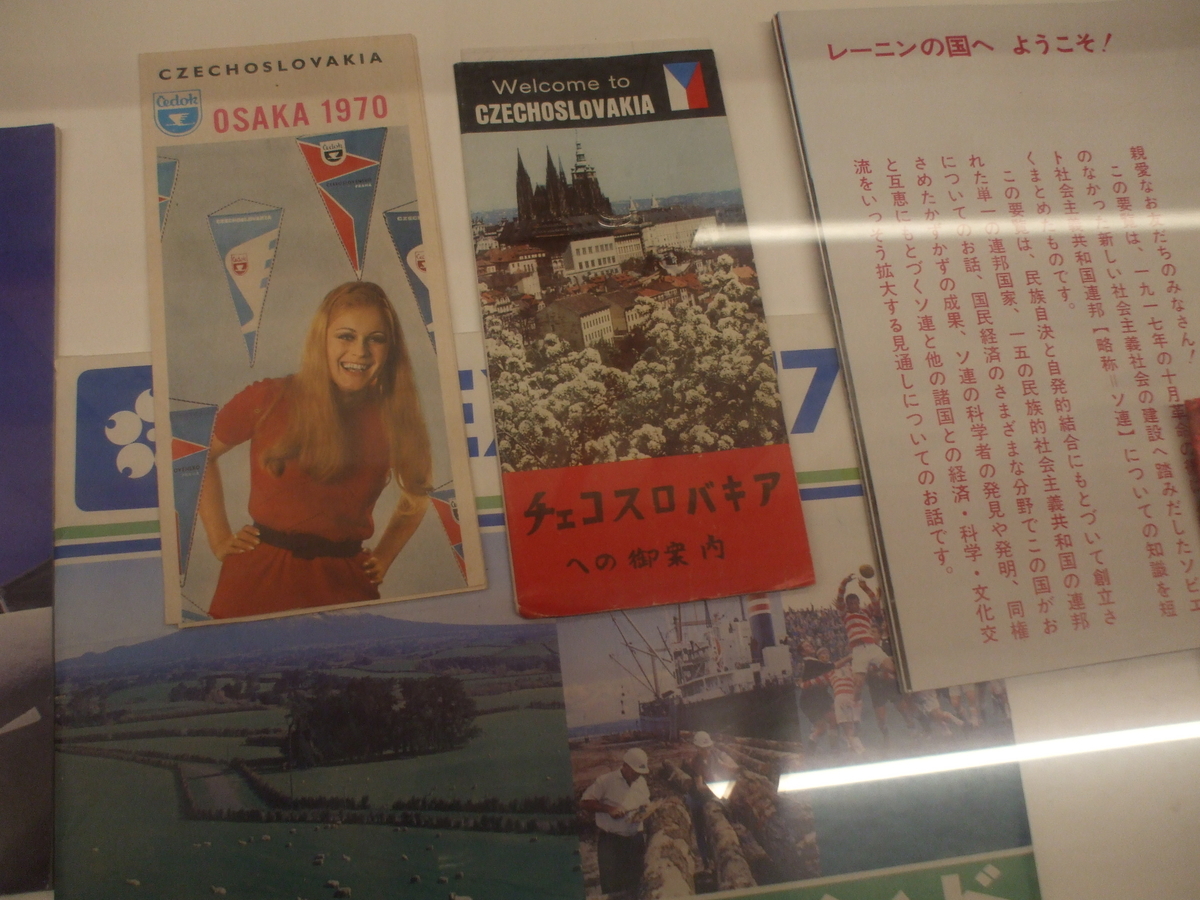 CZECHOSLOVAKIA
Čedok
OSAKA 1970
Welcome to
CZECHOSLOVAKIA
チェコスロバキア
への御案内
レーニンの国へ ようこそ!
親愛なお友だちのみなさん!
この要覧は、一九一七年の十月
のなかった新しい社会主義社会の建設へ踏みだしたソビエ
ト社会主義共和国連邦【略称=ソ連】についての知識を短
くまとめたものです。
この要覧は、民族自決と自発的結合にもとづいて創立さ
れた単一の連邦国家、一五の民族的社会主義共和国の連邦
についてのお話、国民経済のさまざまな分野でこの国がお
さめたかずかずの成果、ソ連の科学者の発見や発明、同権
と互恵にもとづくソ連と他の諸国との経済・科学・文化交
流をいっそう拡大する見通しについてのお話です。
EX
7
ンド